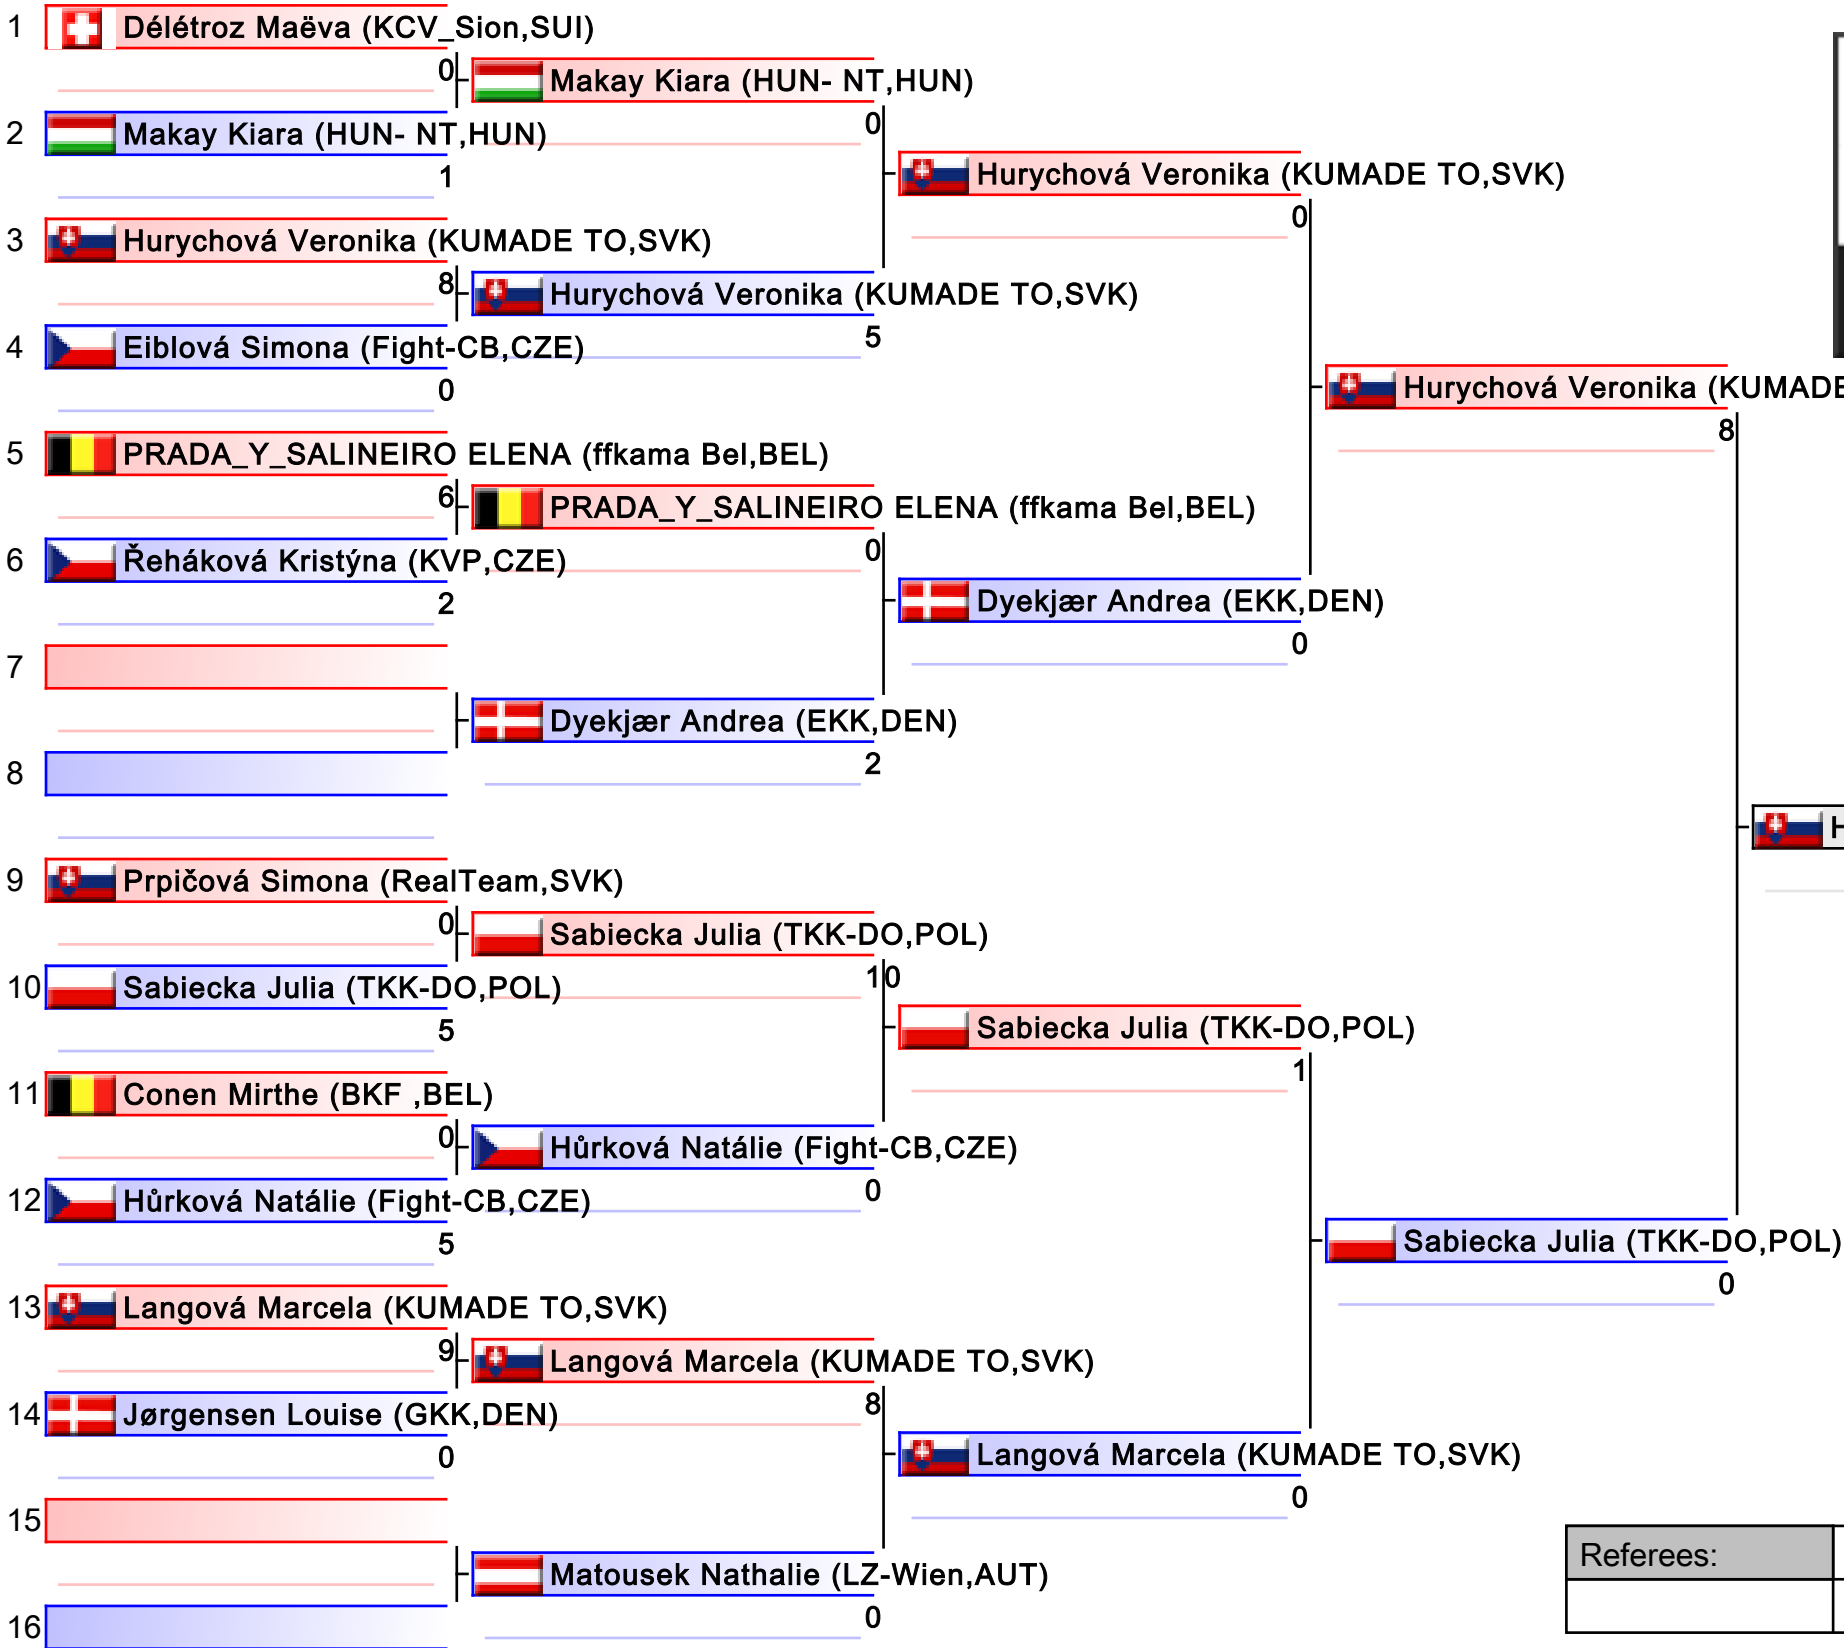 1 Délétroz Maëva (KCV_Sion,SUI)
0
Makay Kiara (HUN- NT,HUN)
0
2 Makay Kiara (HUN- NT,HUN)
1
Hurychová Veronika (KUMADE TO,SVK)
0
3 Hurychová Veronika (KUMADE TO,SVK)
8
Hurychová Veronika (KUMADE TO,SVK)
5
4 Eiblová Simona (Fight-CB,CZE)
0
Hurychová Veronika (KUMADE
8
5 PRADA_Y_SALINEIRO ELENA (ffkama Bel,BEL)
6
PRADA_Y_SALINEIRO ELENA (ffkama Bel,BEL)
0
6 Řeháková Kristýna (KVP,CZE)
2
Dyekjær Andrea (EKK,DEN)
0
7
Dyekjær Andrea (EKK,DEN)
2
8
H
9 Prpičová Simona (RealTeam,SVK)
0
Sabiecka Julia (TKK-DO,POL)
10
10 Sabiecka Julia (TKK-DO,POL)
5
Sabiecka Julia (TKK-DO,POL)
1
11 Conen Mirthe (BKF ,BEL)
0
Hůrková Natálie (Fight-CB,CZE)
0
12 Hůrková Natálie (Fight-CB,CZE)
5
Sabiecka Julia (TKK-DO,POL)
0
13 Langová Marcela (KUMADE TO,SVK)
9
Langová Marcela (KUMADE TO,SVK)
8
14 Jørgensen Louise (GKK,DEN)
0
Langová Marcela (KUMADE TO,SVK)
0
15
Matousek Nathalie (LZ-Wien,AUT)
0
16
Referees: